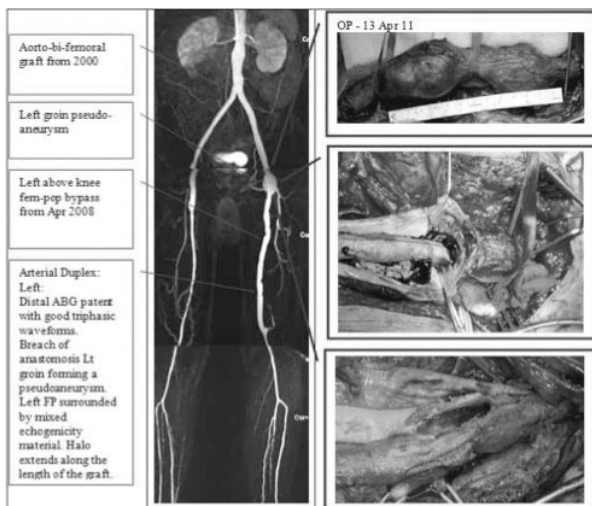 Aorto-bi-femoral
graft from 2000
Left groin pseudo-
aneurysm
Left above knee
fem-pop bypass
from Apr 2008
Arterial Duplex:
Left:
Distal ABG patent
with good triphasic
waveforms.
Breach of
anastomosis Lt
groin forming a
pseudoaneurysm.
Left FP surrounded
by mixed
echogenicity
material. Halo
extends along the
length of the graft.
OP - 13 Apr 11